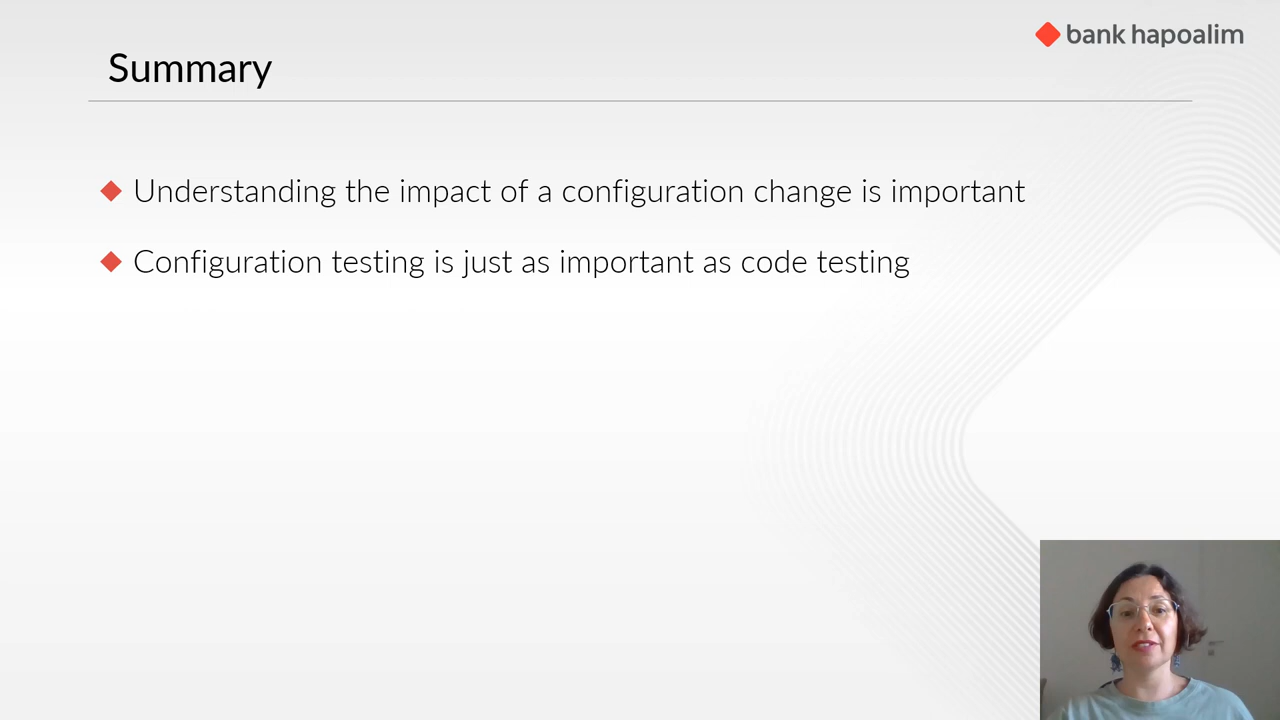 bank hapoalim
Summary
Understanding the impact of a configuration change is important
Configuration testing is just as important as code testing